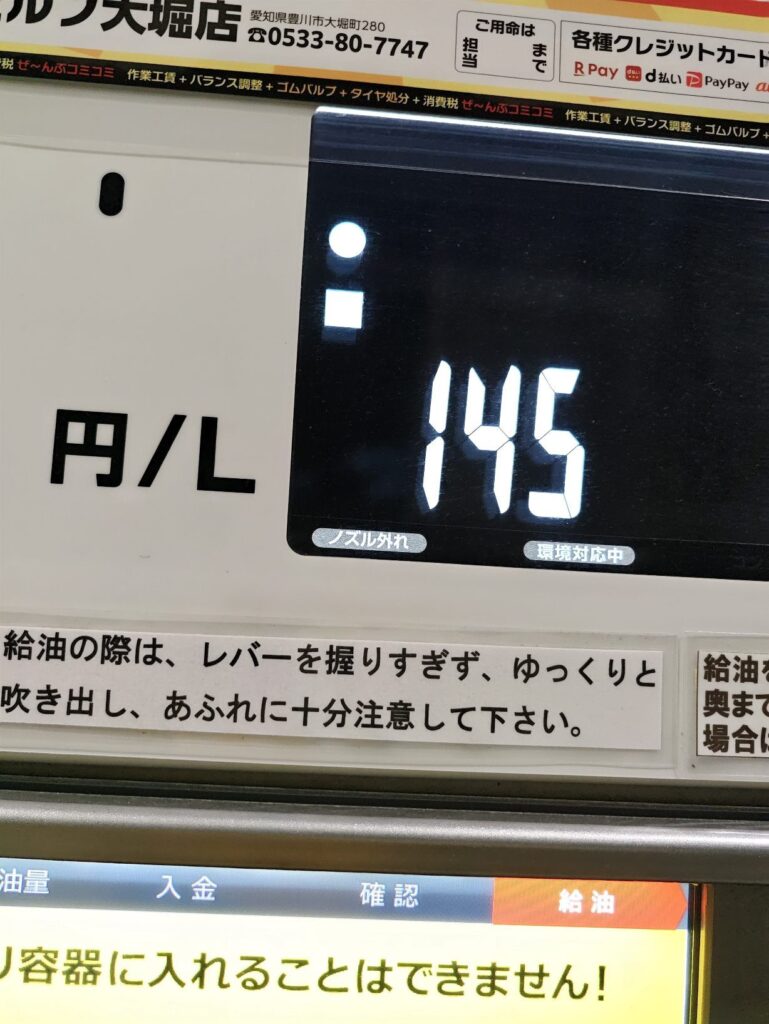 ルフ大堀店
愛知県豊川市大堀町280
☎0533-80-7747
ご用命は
担当 まで
各種クレジットカード
R Pay d払い PayPay au
税 ぜ〜んぶコミコミ 作業工賃+バランス調整+ゴムバルブ+タイヤ処分+消費税 ぜ〜んぶコミコミ 作業工賃+バランス調整+ゴムバルブ+
145
円/L
ノズル外れ
環境対応中
給油の際は、レバーを握りすぎず、ゆっくりと
吹き出し、あふれに十分注意して下さい。
給油を
奥まで
場合は
油量 入金 確認 給油
リ容器に入れることはできません!